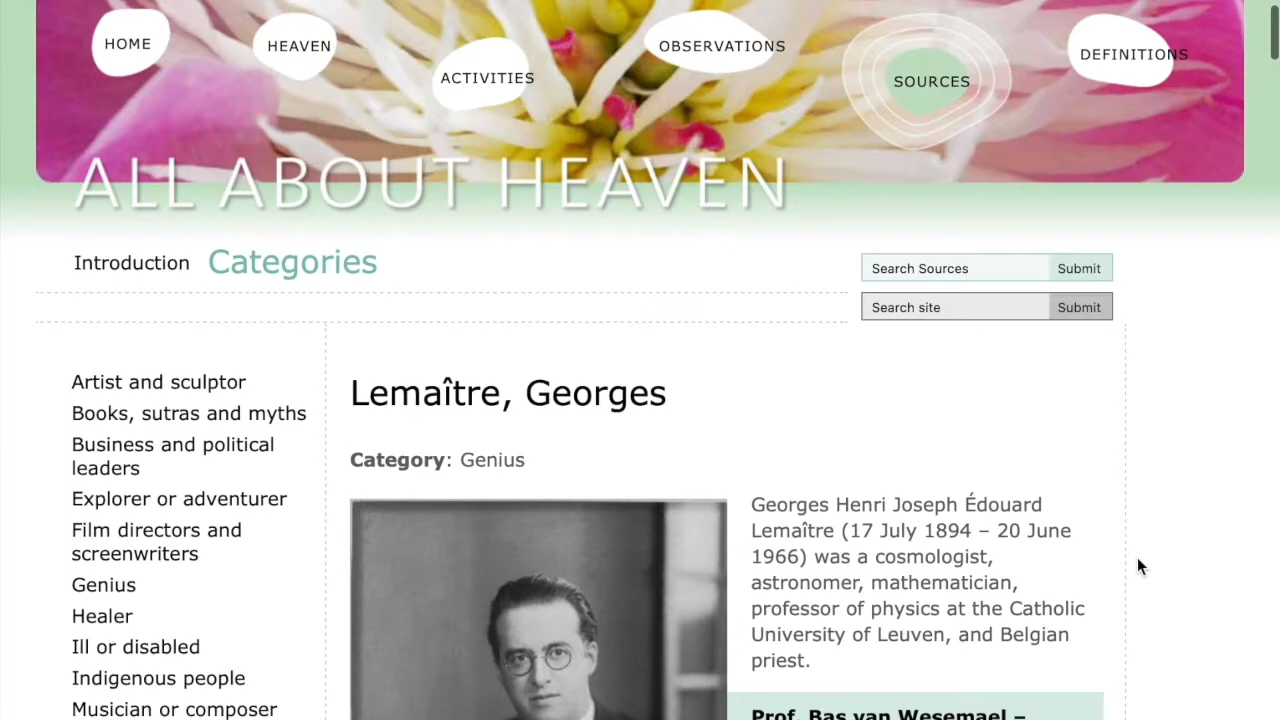 HOME
HEAVEN
ACTIVITIES
OBSERVATIONS
SOURCES
DEFINITIONS
ALL ABOUT HEAVEN
Introduction Categories
Search Sources Submit
Search site Submit
Artist and sculptor
Books, sutras and myths
Business and political
leaders
Explorer or adventurer
Film directors and
screenwriters
Genius
Healer
Ill or disabled
Indigenous people
Musician or composer
Lemaître, Georges
Category: Genius
Georges Henri Joseph Édouard
Lemaître (17 July 1894 – 20 June
1966) was a cosmologist,
astronomer, mathematician,
professor of physics at the Catholic
University of Leuven, and Belgian
priest.
Prof. Bas van Wesemael –